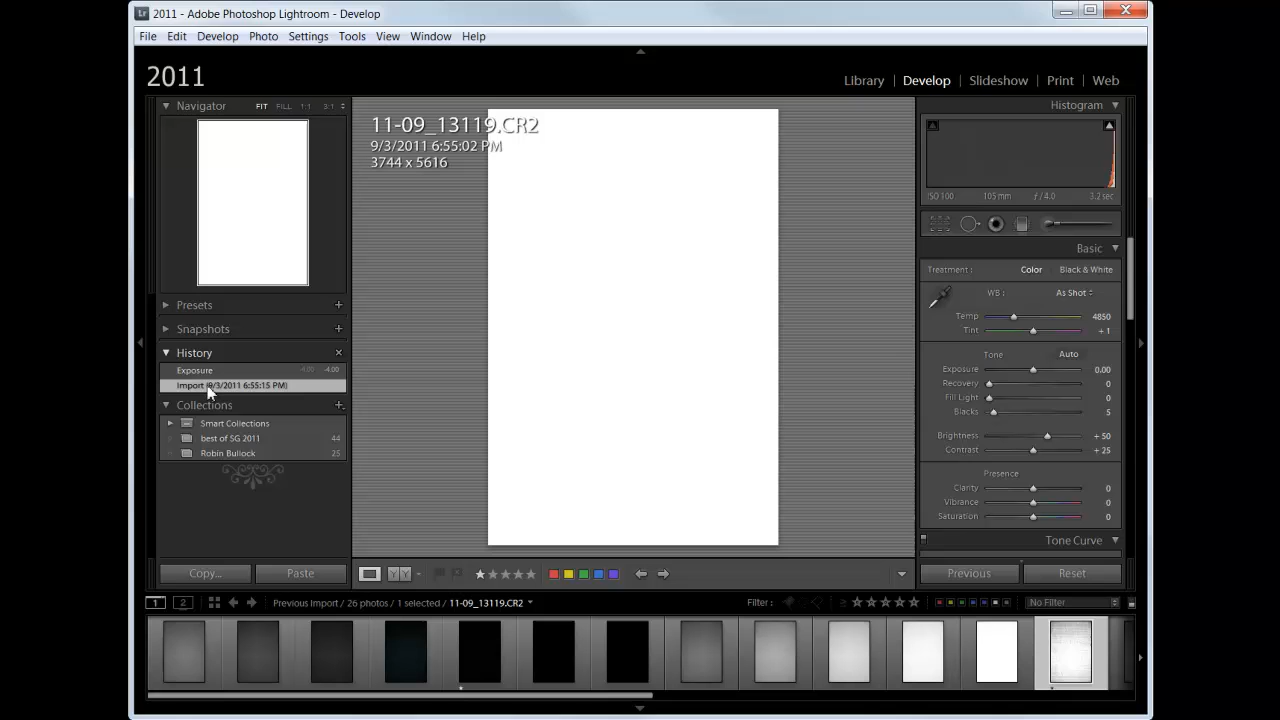 2011 - Adobe Photoshop Lightroom - Develop
File Edit Develop Photo Settings Tools View Window Help
2011
Library | Develop | Slideshow | Print | Web
Navigator FIT FILL 1:1 3:1
Histogram
11-09_13119.CR2
9/3/2011 6:55:02 PM
3744 x 5616
ISO 100 105 mm ƒ / 4.0 3.2 sec
Basic
Treatment : Color Black & White
WB : As Shot
Temp 4850
Tint + 1
Tone Auto
Exposure 0.00
Recovery 0
Fill Light 0
Blacks 5
Brightness + 50
Contrast + 25
Presence
Clarity 0
Vibrance 0
Saturation 0
Tone Curve
Presets
Snapshots
History
Exposure -4.00 -4.00
Import (9/3/2011 6:55:15 PM)
Collections
Smart Collections
best of SG 2011 44
Robin Bullock 25
Copy... Paste
Previous Reset
1 2 Previous Import / 26 photos / 1 selected / 11-09_13119.CR2
Filter : No Filter